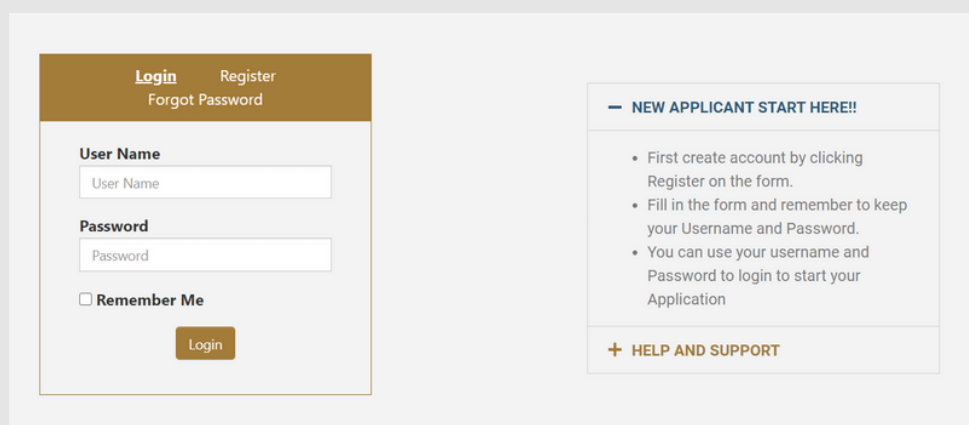 Login Register
Forgot Password
User Name
User Name
Password
Password
Remember Me
Login
NEW APPLICANT START HERE!!
First create account by clicking
Register on the form.
Fill in the form and remember to keep
your Username and Password.
You can use your username and
Password to login to start your
Application
HELP AND SUPPORT